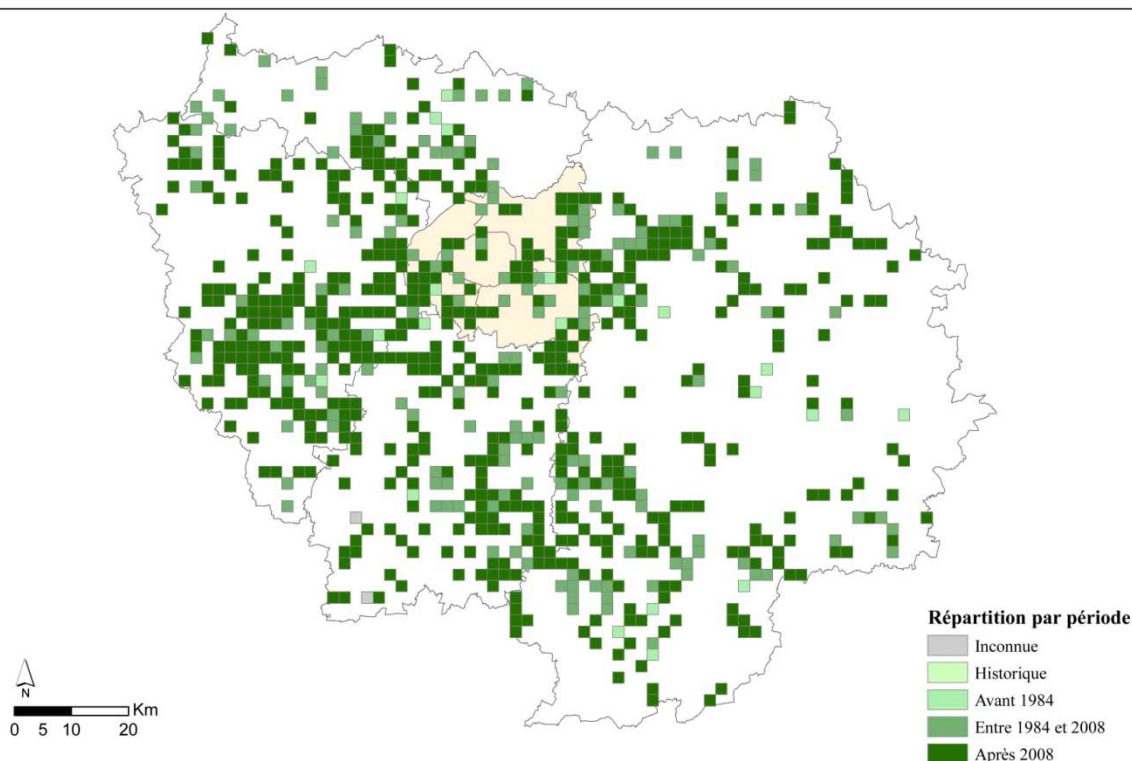 Répartition par période
Inconnue
Historique
Avant 1984
Entre 1984 et 2008
Après 2008
N
Km
0 5 10 20